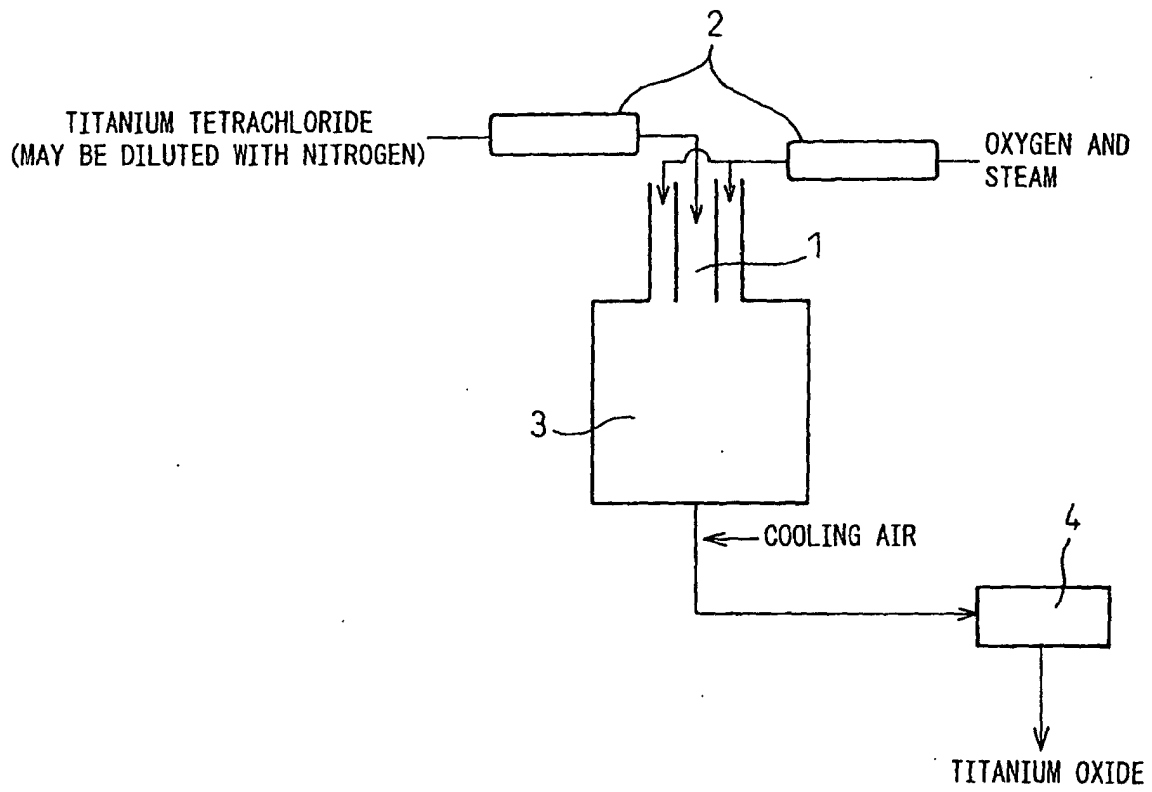 2
TITANIUM TETRACHLORIDE
(MAY BE DILUTED WITH NITROGEN)
OXYGEN AND
STEAM
1
3
COOLING AIR
4
TITANIUM OXIDE